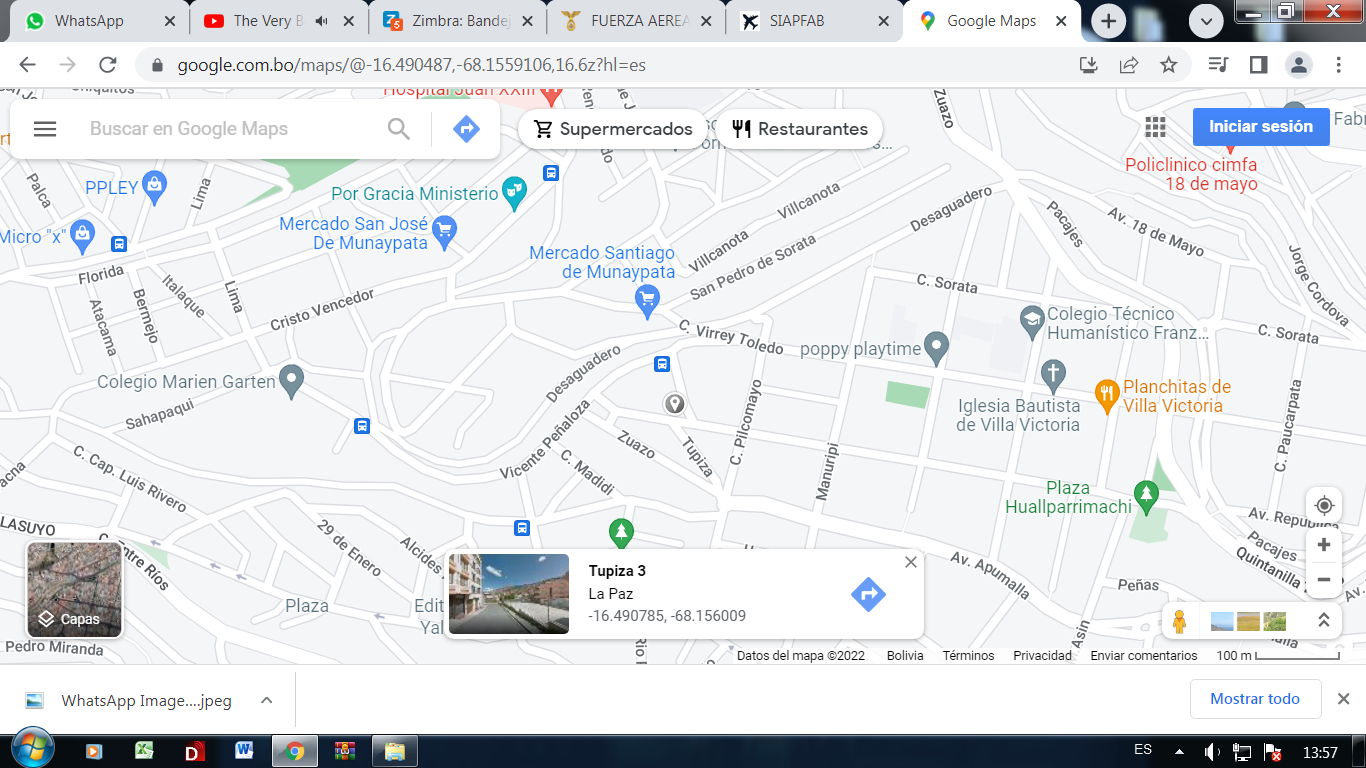 WhatsApp
The Very B
Zimbra: Bandej
FUERZA AEREA
SIAPFAB
Google Maps
google.com.bo/maps/@-16.490487,-68.1559106,16.6z?hl=es
Chiquitos
Hospital Juan XXIII
Buscar en Google Maps
Supermercados
Restaurantes
Iniciar sesión
Fabr
Zuazo
Policlinico cimfa
18 de mayo
PPLEY
Palca
Lima
Por Gracia Ministerio
Micro "x"
Mercado San José
De Munaypata
Villcanota
Desaguadero
Pacajes
Av. 18 de Mayo
Mercado Santiago
de Munaypata
Villcanota
San Pedro de Sorata
Jorge Cordova
Florida
Italaque
Lima
Atacama
Bermejo
Cristo Vencedor
C. Sorata
Colegio Técnico
Humanístico Franz...
C. Sorata
C. Virrey Toledo
poppy playtime
Colegio Marien Garten
Desaguadero
Sahapaqui
Iglesia Bautista
de Villa Victoria
Planchitas de
Villa Victoria
Vicente Peñaloza
Zuazo
Tupiza
C. Pilcomayo
Manuripi
C. Paucarpata
C. Cap. Luis Rivero
C. Madidi
Plaza
Huallparrimachi
LASUYO
C. Entre Ríos
29 de Enero
Alcides
Av. República
Pacajes
Quintanilla
Av. Apumalla
Peñas
Tupiza 3
La Paz
-16.490785, -68.156009
Capas
Plaza
Edit
Yal
Pedro Miranda
Rio
Asin
Datos del mapa ©2022
Bolivia
Términos
Privacidad
Enviar comentarios
100 m
WhatsApp Image....jpeg
Mostrar todo
ES
13:57